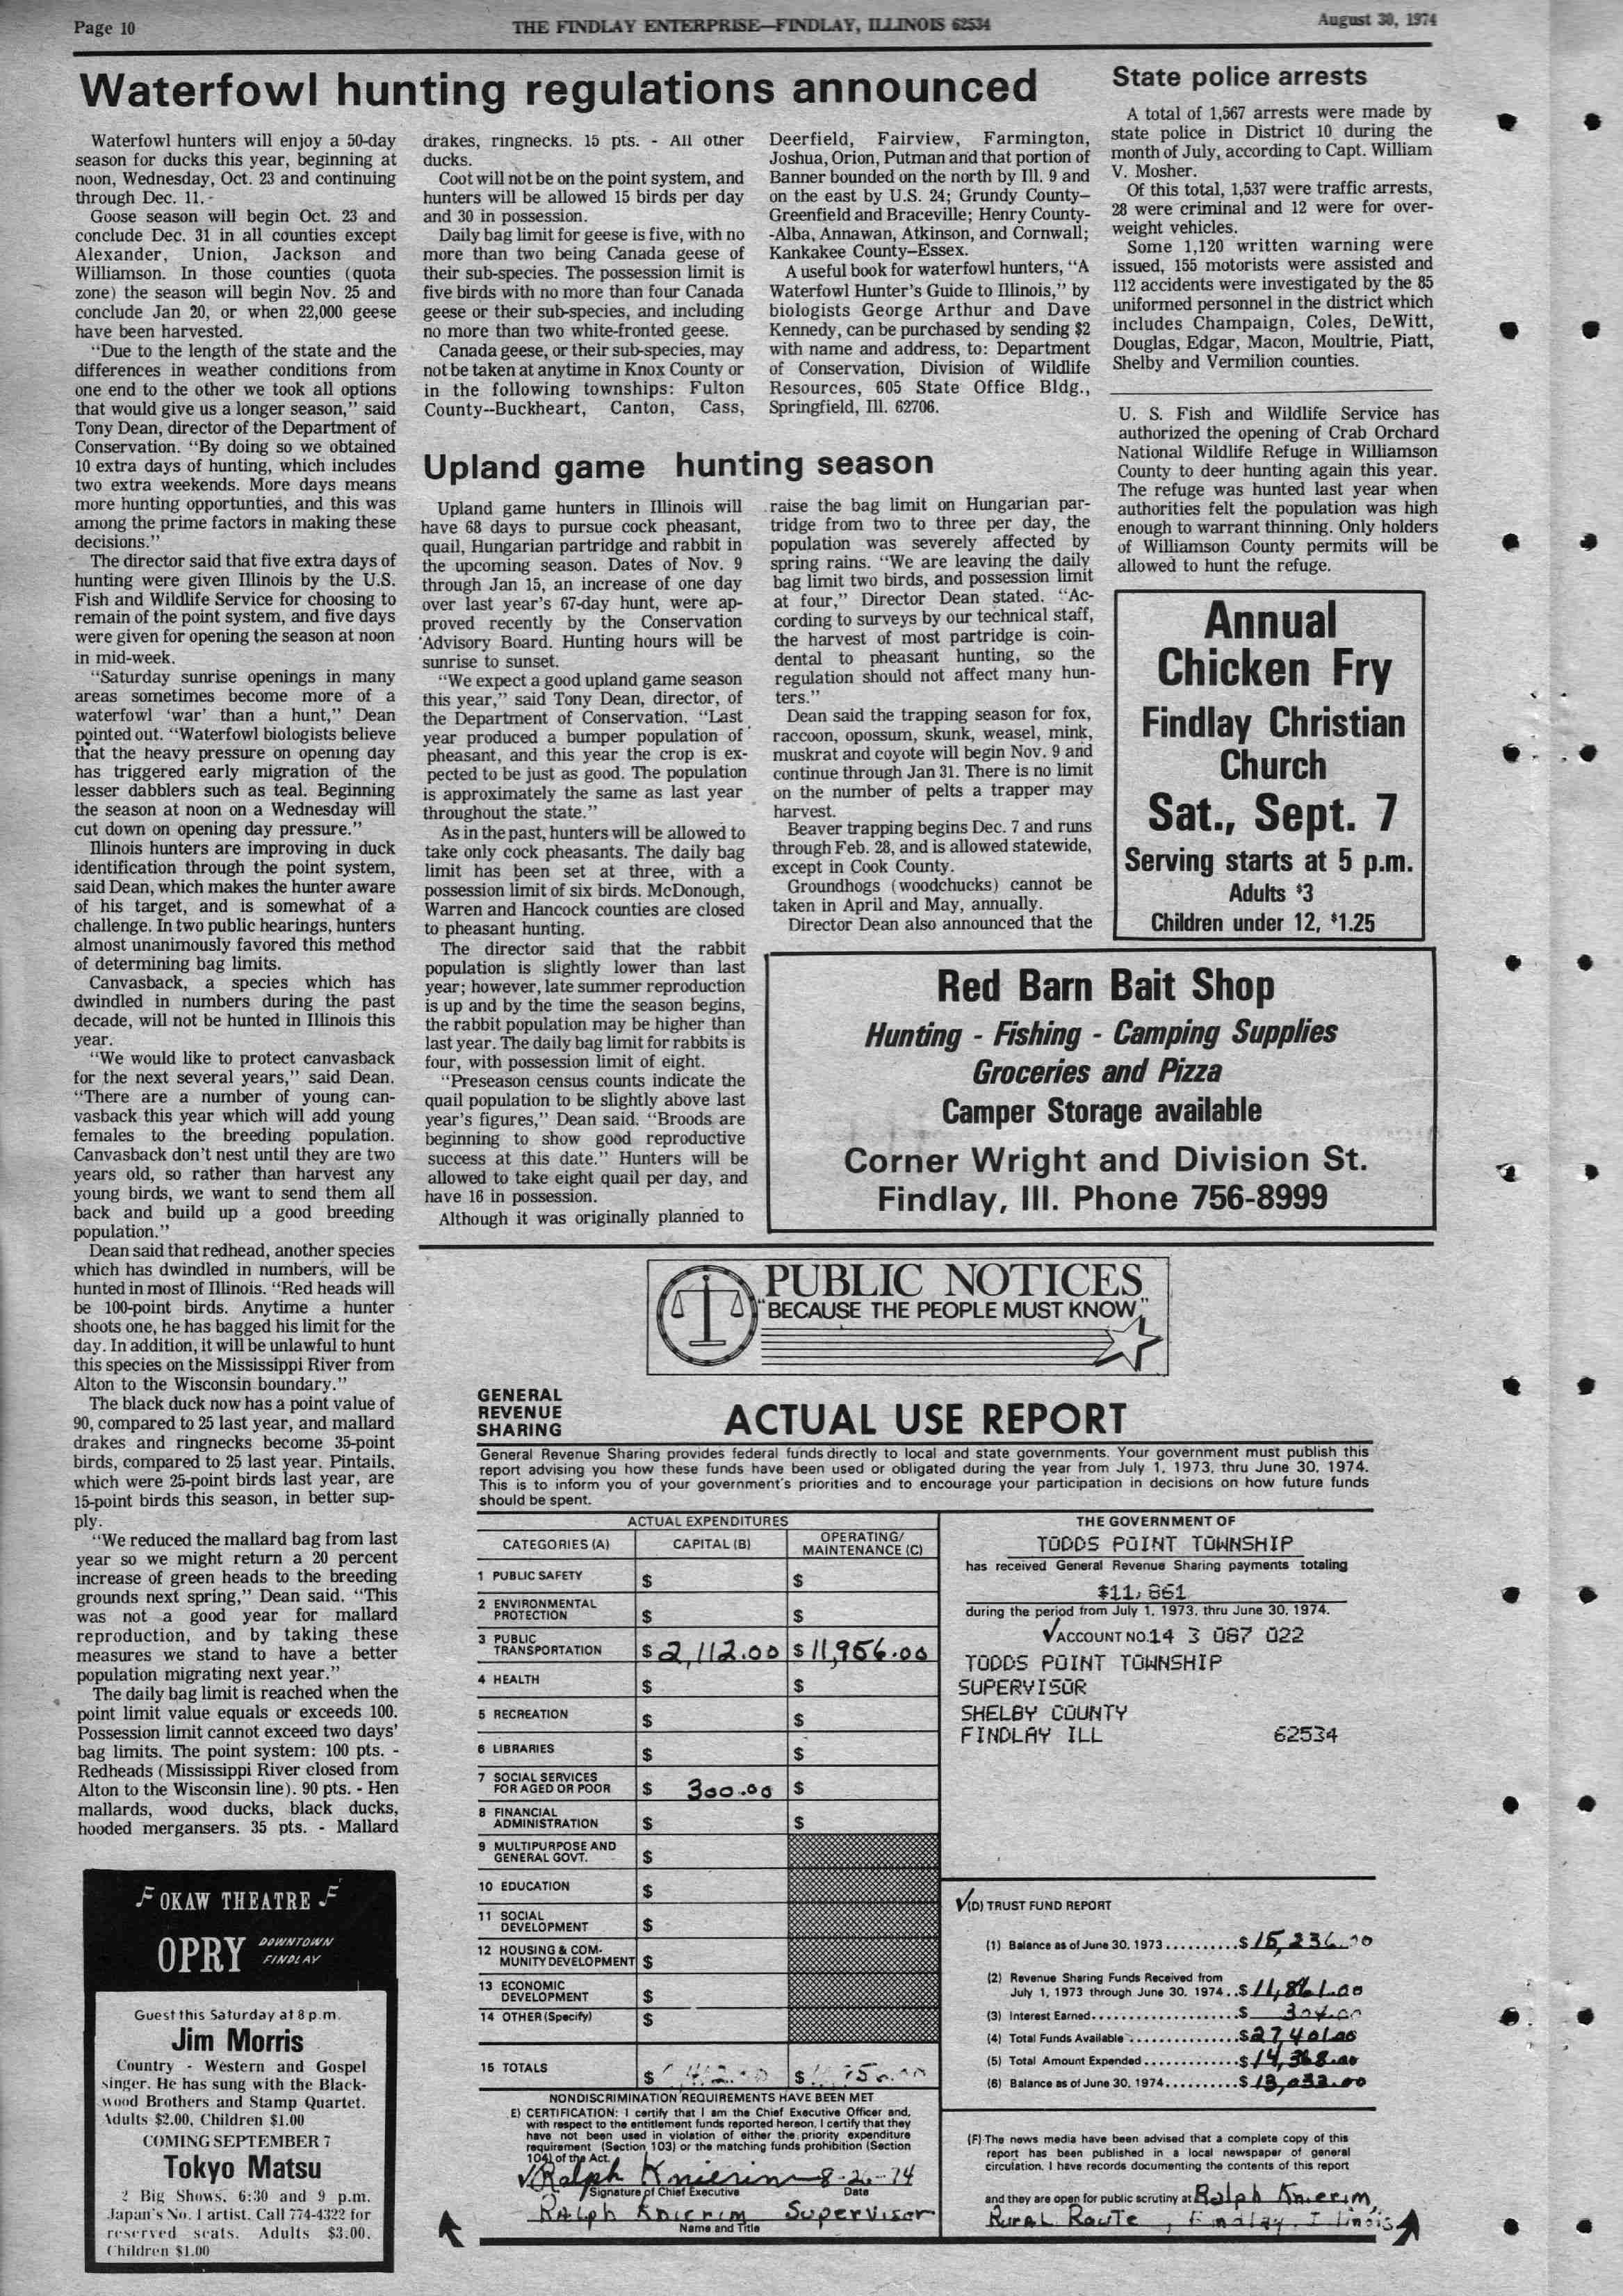 Page 10
THE FINDLAY ENTERPRISE—FINDLAY, ILLINOIS 62534
August 30, 1974
Waterfowl hunting regulations announced
Waterfowl hunters will enjoy a 50-day
season for ducks this year, beginning at
noon, Wednesday, Oct. 23 and continuing
through Dec. 11.
Goose season will begin Oct. 23 and
conclude Dec. 31 in all counties except
Alexander, Union, Jackson and
Williamson. In those counties (quota
zone) the season will begin Nov. 25 and
conclude Jan 20, or when 22,000 geese
have been harvested.
"Due to the length of the state and the
differences in weather conditions from
one end to the other we took all options
that would give us a longer season," said
Tony Dean, director of the Department of
Conservation. "By doing so we obtained
10 extra days of hunting, which includes
two extra weekends. More days means
more hunting opportunties, and this was
among the prime factors in making these
decisions."
The director said that five extra days of
hunting were given Illinois by the U.S.
Fish and Wildlife Service for choosing to
remain of the point system, and five days
were given for opening the season at noon
in mid-week.
"Saturday sunrise openings in many
areas sometimes become more of a
waterfowl 'war' than a hunt," Dean
pointed out. "Waterfowl biologists believe
that the heavy pressure on opening day
has triggered early migration of the
lesser dabblers such as teal. Beginning
the season at noon on a Wednesday will
cut down on opening day pressure."
Illinois hunters are improving in duck
identification through the point system,
said Dean, which makes the hunter aware
of his target, and is somewhat of a
challenge. In two public hearings, hunters
almost unanimously favored this method
of determining bag limits.
Canvasback, a species which has
dwindled in numbers during the past
decade, will not be hunted in Illinois this
year.
"We would like to protect canvasback
for the next several years," said Dean.
"There are a number of young can-
vasback this year which will add young
females to the breeding population.
Canvasback don't nest until they are two
years old, so rather than harvest any
young birds, we want to send them all
back and build up a good breeding
population."
Dean said that redhead, another species
which has dwindled in numbers, will be
hunted in most of Illinois. "Red heads will
be 100-point birds. Anytime a hunter
shoots one, he has bagged his limit for the
day. In addition, it will be unlawful to hunt
this species on the Mississippi River from
Alton to the Wisconsin boundary."
The black duck now has a point value of
90, compared to 25 last year, and mallard
drakes and ringnecks become 35-point
birds, compared to 25 last year. Pintails,
which were 25-point birds last year, are
15-point birds this season, in better sup-
ply.
"We reduced the mallard bag from last
year so we might return a 20 percent
increase of green heads to the breeding
grounds next spring," Dean said. "This
was not a good year for mallard
reproduction, and by taking these
measures we stand to have a better
population migrating next year."
The daily bag limit is reached when the
point limit value equals or exceeds 100.
Possession limit cannot exceed two days'
bag limits. The point system: 100 pts. -
Redheads (Mississippi River closed from
Alton to the Wisconsin line). 90 pts. - Hen
mallards, wood ducks, black ducks,
hooded mergansers. 35 pts. - Mallard
drakes, ringnecks. 15 pts. - All other
ducks.
Coot will not be on the point system, and
hunters will be allowed 15 birds per day
and 30 in possession.
Daily bag limit for geese is five, with no
more than two being Canada geese of
their sub-species. The possession limit is
five birds with no more than four Canada
geese or their sub-species, and including
no more than two white-fronted geese.
Canada geese, or their sub-species, may
not be taken at anytime in Knox County or
in the following townships: Fulton
County--Buckheart, Canton, Cass,
Deerfield, Fairview, Farmington,
Joshua, Orion, Putman and that portion of
Banner bounded on the north by Ill. 9 and
on the east by U.S. 24; Grundy County--
Greenfield and Braceville; Henry County-
-Alba, Annawan, Atkinson, and Cornwall;
Kankakee County--Essex.
A useful book for waterfowl hunters, "A
Waterfowl Hunter's Guide to Illinois," by
biologists George Arthur and Dave
Kennedy, can be purchased by sending $2
with name and address, to: Department
of Conservation, Division of Wildlife
Resources, 605 State Office Bldg.,
Springfield, Ill. 62706.
State police arrests
A total of 1,567 arrests were made by
state police in District 10 during the
month of July, according to Capt. William
V. Mosher.
Of this total, 1,537 were traffic arrests,
28 were criminal and 12 were for over-
weight vehicles.
Some 1,120 written warning were
issued, 155 motorists were assisted and
112 accidents were investigated by the 85
uniformed personnel in the district which
includes Champaign, Coles, DeWitt,
Douglas, Edgar, Macon, Moultrie, Piatt,
Shelby and Vermilion counties.
Upland game hunting season
Upland game hunters in Illinois will
have 68 days to pursue cock pheasant,
quail, Hungarian partridge and rabbit in
the upcoming season. Dates of Nov. 9
through Jan 15, an increase of one day
over last year's 67-day hunt, were ap-
proved recently by the Conservation
Advisory Board. Hunting hours will be
sunrise to sunset.
"We expect a good upland game season
this year," said Tony Dean, director, of
the Department of Conservation, "Last
year produced a bumper population of
pheasant, and this year the crop is ex-
pected to be just as good. The population
is approximately the same as last year
throughout the state."
As in the past, hunters will be allowed to
take only cock pheasants. The daily bag
limit has been set at three, with a
possession limit of six birds. McDonough,
Warren and Hancock counties are closed
to pheasant hunting.
The director said that the rabbit
population is slightly lower than last
year; however, late summer reproduction
is up and by the time the season begins,
the rabbit population may be higher than
last year. The daily bag limit for rabbits is
four, with possession limit of eight.
"Preseason census counts indicate the
quail population to be slightly above last
year's figures," Dean said. "Broods are
beginning to show good reproductive
success at this date." Hunters will be
allowed to take eight quail per day, and
have 16 in possession.
Although it was originally planned to
raise the bag limit on Hungarian par-
tridge from two to three per day, the
population was severely affected by
spring rains. "We are leaving the daily
bag limit two birds, and possession limit
at four," Director Dean stated. "Ac-
cording to surveys by our technical staff,
the harvest of most partridge is coin-
dental to pheasant hunting, so the
regulation should not affect many hun-
ters."
Dean said the trapping season for fox,
raccoon, opossum, skunk, weasel, mink,
muskrat and coyote will begin Nov. 9 and
continue through Jan 31. There is no limit
on the number of pelts a trapper may
harvest.
Beaver trapping begins Dec. 7 and runs
through Feb. 28, and is allowed statewide,
except in Cook County.
Groundhogs (woodchucks) cannot be
taken in April and May, annually.
Director Dean also announced that the
U. S. Fish and Wildlife Service has
authorized the opening of Crab Orchard
National Wildlife Refuge in Williamson
County to deer hunting again this year.
The refuge was hunted last year when
authorities felt the population was high
enough to warrant thinning. Only holders
of Williamson County permits will be
allowed to hunt the refuge.
Annual
Chicken Fry
Findlay Christian
Church
Sat., Sept. 7
Serving starts at 5 p.m.
Adults $3
Children under 12, $1.25
Red Barn Bait Shop
Hunting - Fishing - Camping Supplies
Groceries and Pizza
Camper Storage available
Corner Wright and Division St.
Findlay, Ill. Phone 756-8999
PUBLIC NOTICES
"BECAUSE THE PEOPLE MUST KNOW"
GENERAL
REVENUE
SHARING
ACTUAL USE REPORT
General Revenue Sharing provides federal funds directly to local and state governments. Your government must publish this
report advising you how these funds have been used or obligated during the year from July 1, 1973, thru June 30, 1974.
This is to inform you of your government's priorities and to encourage your participation in decisions on how future funds
should be spent.
ACTUAL EXPENDITURES
CATEGORIES (A) CAPITAL (B) OPERATING/ MAINTENANCE (C)
1 PUBLIC SAFETY $ $
2 ENVIRONMENTAL PROTECTION $ $
3 PUBLIC TRANSPORTATION $ 2,112.00 $ 11,956.00
4 HEALTH $ $
5 RECREATION $ $
6 LIBRARIES $ $
7 SOCIAL SERVICES FOR AGED OR POOR $ 300.00 $
8 FINANCIAL ADMINISTRATION $ $
9 MULTIPURPOSE AND GENERAL GOVT. $
10 EDUCATION $
11 SOCIAL DEVELOPMENT $
12 HOUSING & COM- MUNITY DEVELOPMENT $
13 ECONOMIC DEVELOPMENT $
14 OTHER (Specify) $
15 TOTALS $ $
NONDISCRIMINATION REQUIREMENTS HAVE BEEN MET
E) CERTIFICATION: I certify that I am the Chief Executive Officer and,
with respect to the entitlement funds reported hereon, I certify that they
have not been used in violation of either the priority expenditure
requirement (Section 103) or the matching funds prohibition (Section
104) of the Act.
Ralph Knierim
Signature of Chief Executive Date
Ralph Knierim Supervisor
Name and Title
THE GOVERNMENT OF
TODDS POINT TOWNSHIP
has received General Revenue Sharing payments totaling
$11,861
during the period from July 1, 1973, thru June 30, 1974.
√ACCOUNT NO.14 3 087 022
TODDS POINT TOWNSHIP
SUPERVISOR
SHELBY COUNTY
FINDLAY ILL 62534
√(D) TRUST FUND REPORT
(1) Balance as of June 30, 1973 .......... $ 15,236.00
(2) Revenue Sharing Funds Received from
July 1, 1973 through June 30, 1974 .. $ 11,861.00
(3) Interest Earned .................... $ 304.00
(4) Total Funds Available ............... $ 27,401.00
(5) Total Amount Expended ............. $ 14,368.00
(6) Balance as of June 30, 1974 .......... $ 13,033.00
(F) The news media have been advised that a complete copy of this
report has been published in a local newspaper of general
circulation. I have records documenting the contents of this report
and they are open for public scrutiny at Ralph Knierim,
Rural Route, Findlay, Illinois
OKAW THEATRE
OPRY DOWNTOWN FINDLAY
Guest this Saturday at 8 p.m.
Jim Morris
Country - Western and Gospel
singer. He has sung with the Black-
wood Brothers and Stamp Quartet.
Adults $2.00, Children $1.00
COMING SEPTEMBER 7
Tokyo Matsu
2 Big Shows, 6:30 and 9 p.m.
Japan's No. 1 artist. Call 774-4322 for
reserved seats. Adults $3.00.
Children $1.00